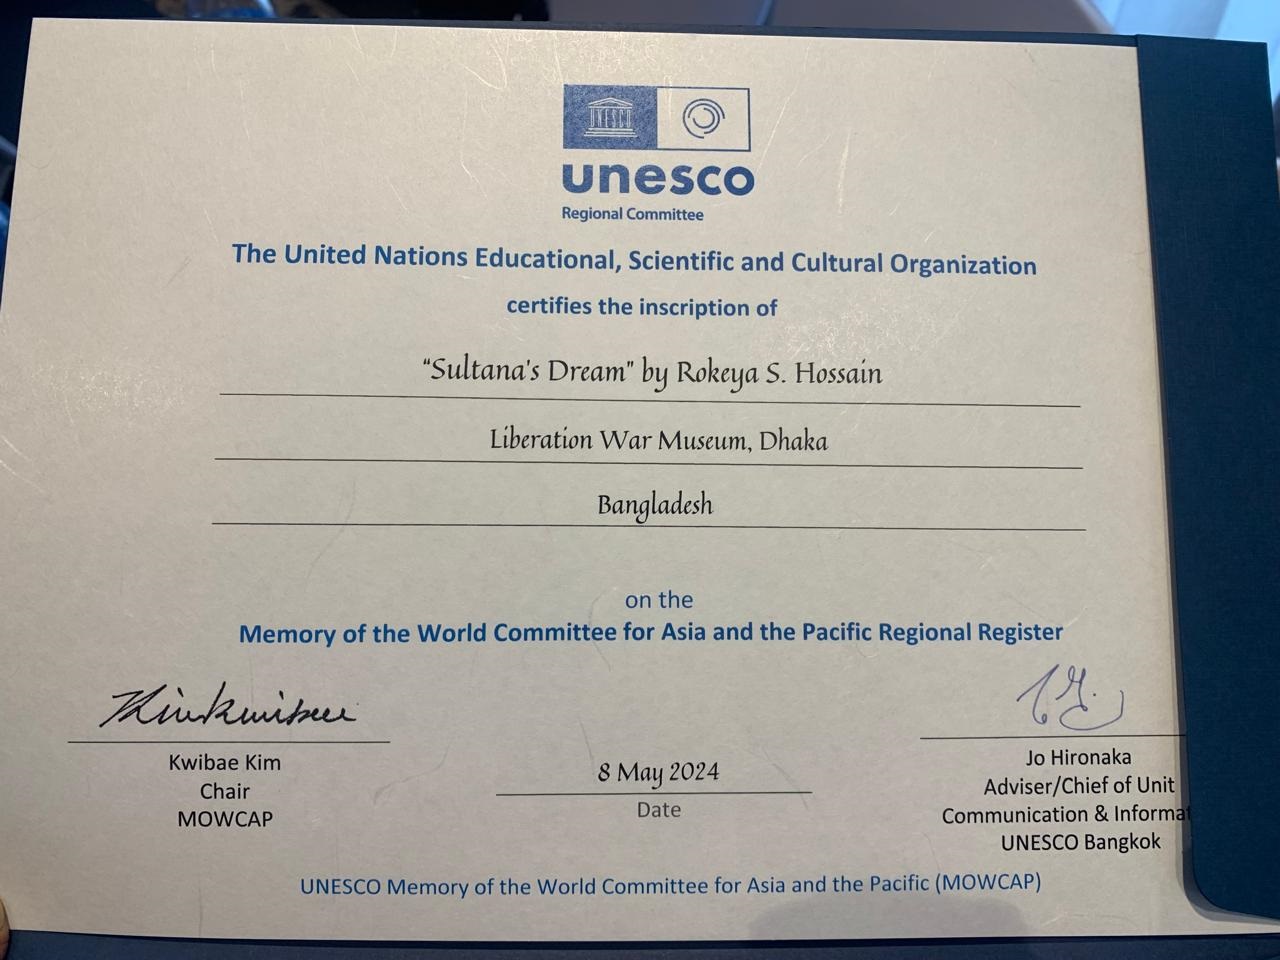 UNESCO
unesco
Regional Committee
The United Nations Educational, Scientific and Cultural Organization
certifies the inscription of
“Sultana's Dream” by Rokeya S. Hossain
Liberation War Museum, Dhaka
Bangladesh
on the
Memory of the World Committee for Asia and the Pacific Regional Register
Kwibae Kim
Chair
MOWCAP
8 May 2024
Date
Jo Hironaka
Adviser/Chief of Unit
Communication & Informat
UNESCO Bangkok
UNESCO Memory of the World Committee for Asia and the Pacific (MOWCAP)